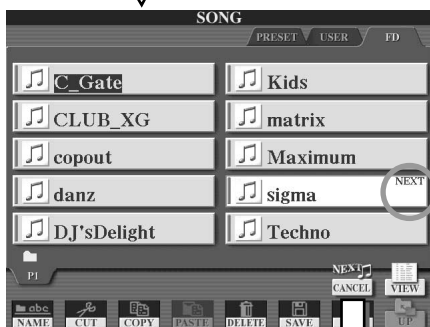 SONG
PRESET USER FD
C_Gate
Kids
CLUB_XG
matrix
copout
Maximum
danz
NEXT
sigma
DJ'sDelight
Techno
P1
NEXT
CANCEL VIEW
abc
NAME CUT COPY PASTE DELETE SAVE UP